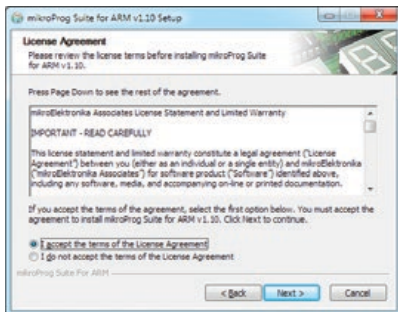 mikroProg Suite for ARM v1.10 Setup
License Agreement
Please review the license terms before installing mikroProg Suite
for ARM v1.10.
Press Page Down to see the rest of the agreement.
mikroElektronika Associates License Statement and Limited Warranty
IMPORTANT - READ CAREFULLY
This license statement and limited warranty constitute a legal agreement ("License
Agreement") between you (either as an individual or a single entity) and mikroElektronika
("mikroElektronika Associates") for software product ("Software") identified above,
including any software, media, and accompanying on-line or printed documentation.
If you accept the terms of the agreement, select the first option below. You must accept the
agreement to install mikroProg Suite for ARM v1.10. Click Next to continue.
I accept the terms of the License Agreement
I do not accept the terms of the License Agreement
mikroProg Suite For ARM
< Back Next > Cancel